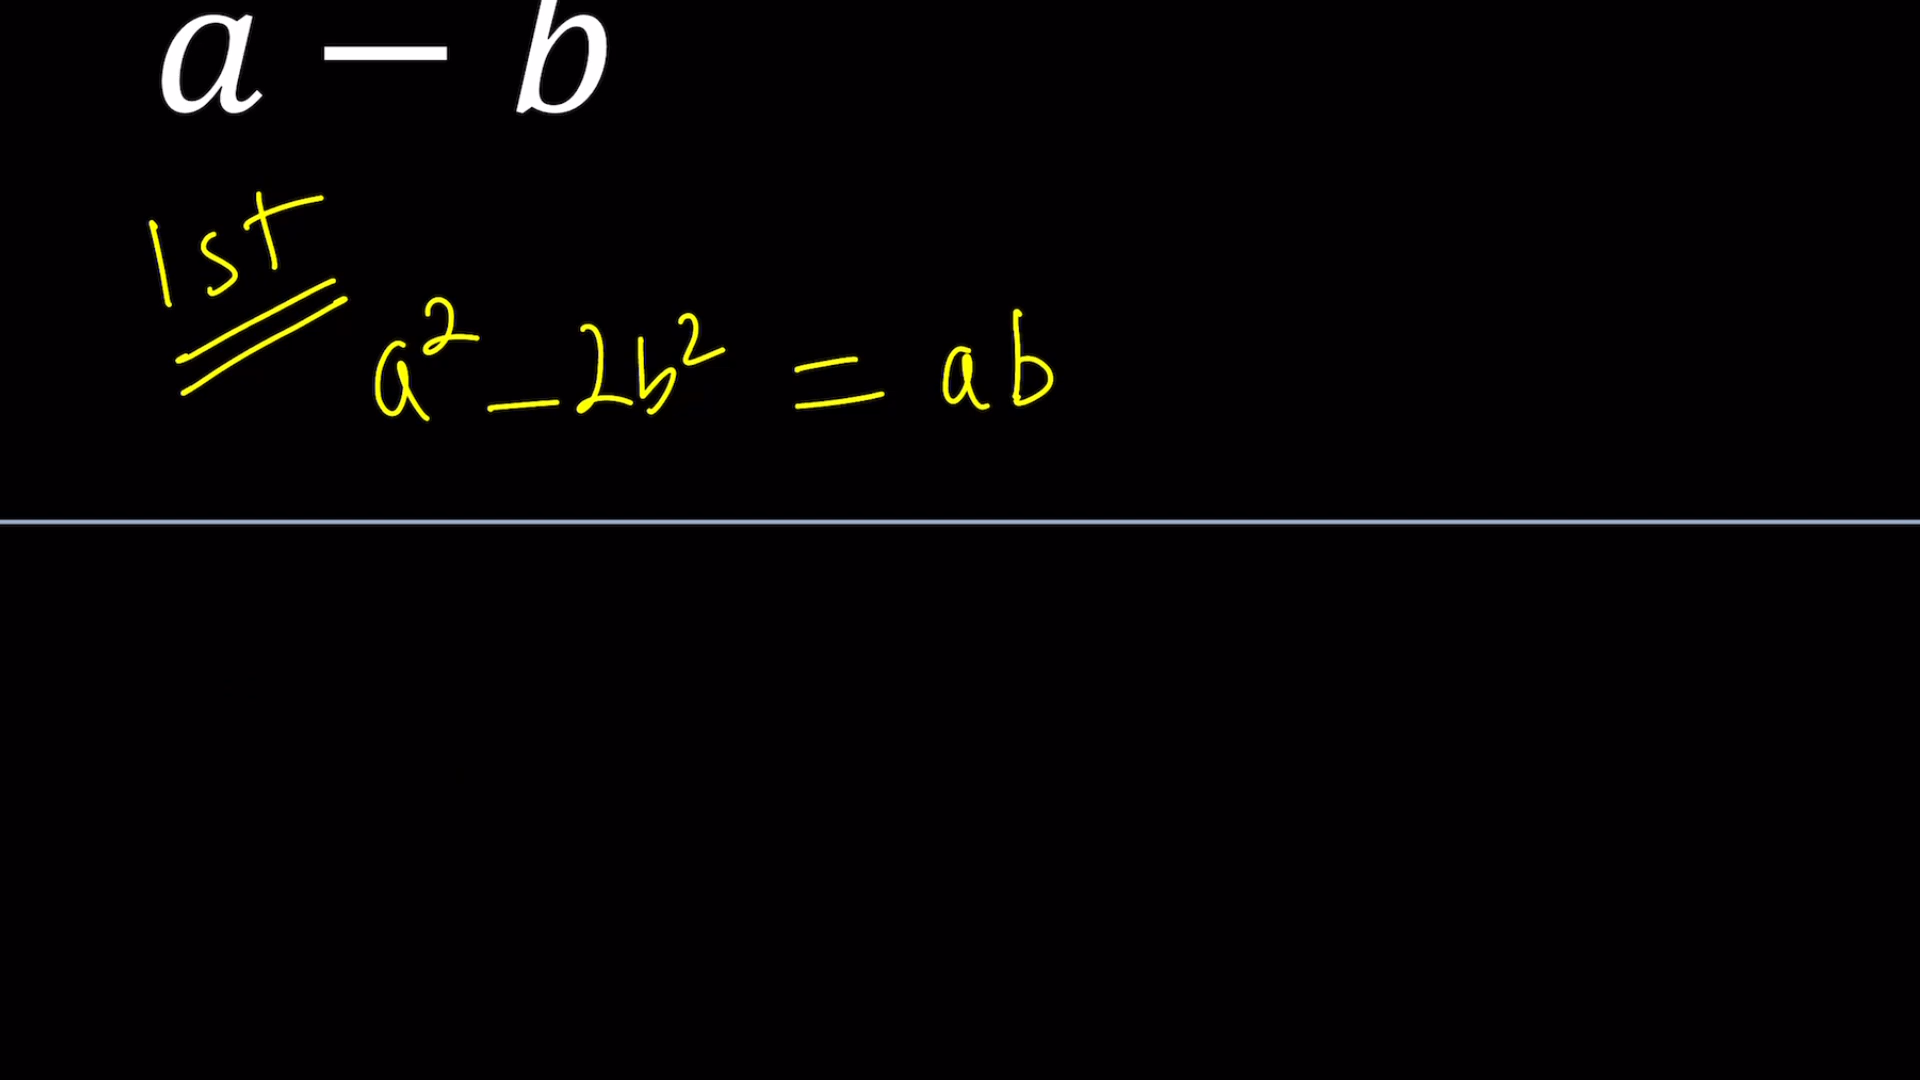 a − b
1st
a² - 2b² = ab